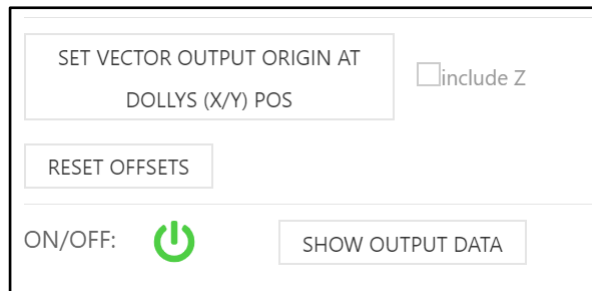 SET VECTOR OUTPUT ORIGIN AT
DOLLYS (X/Y) POS
include Z
RESET OFFSETS
ON/OFF:
SHOW OUTPUT DATA